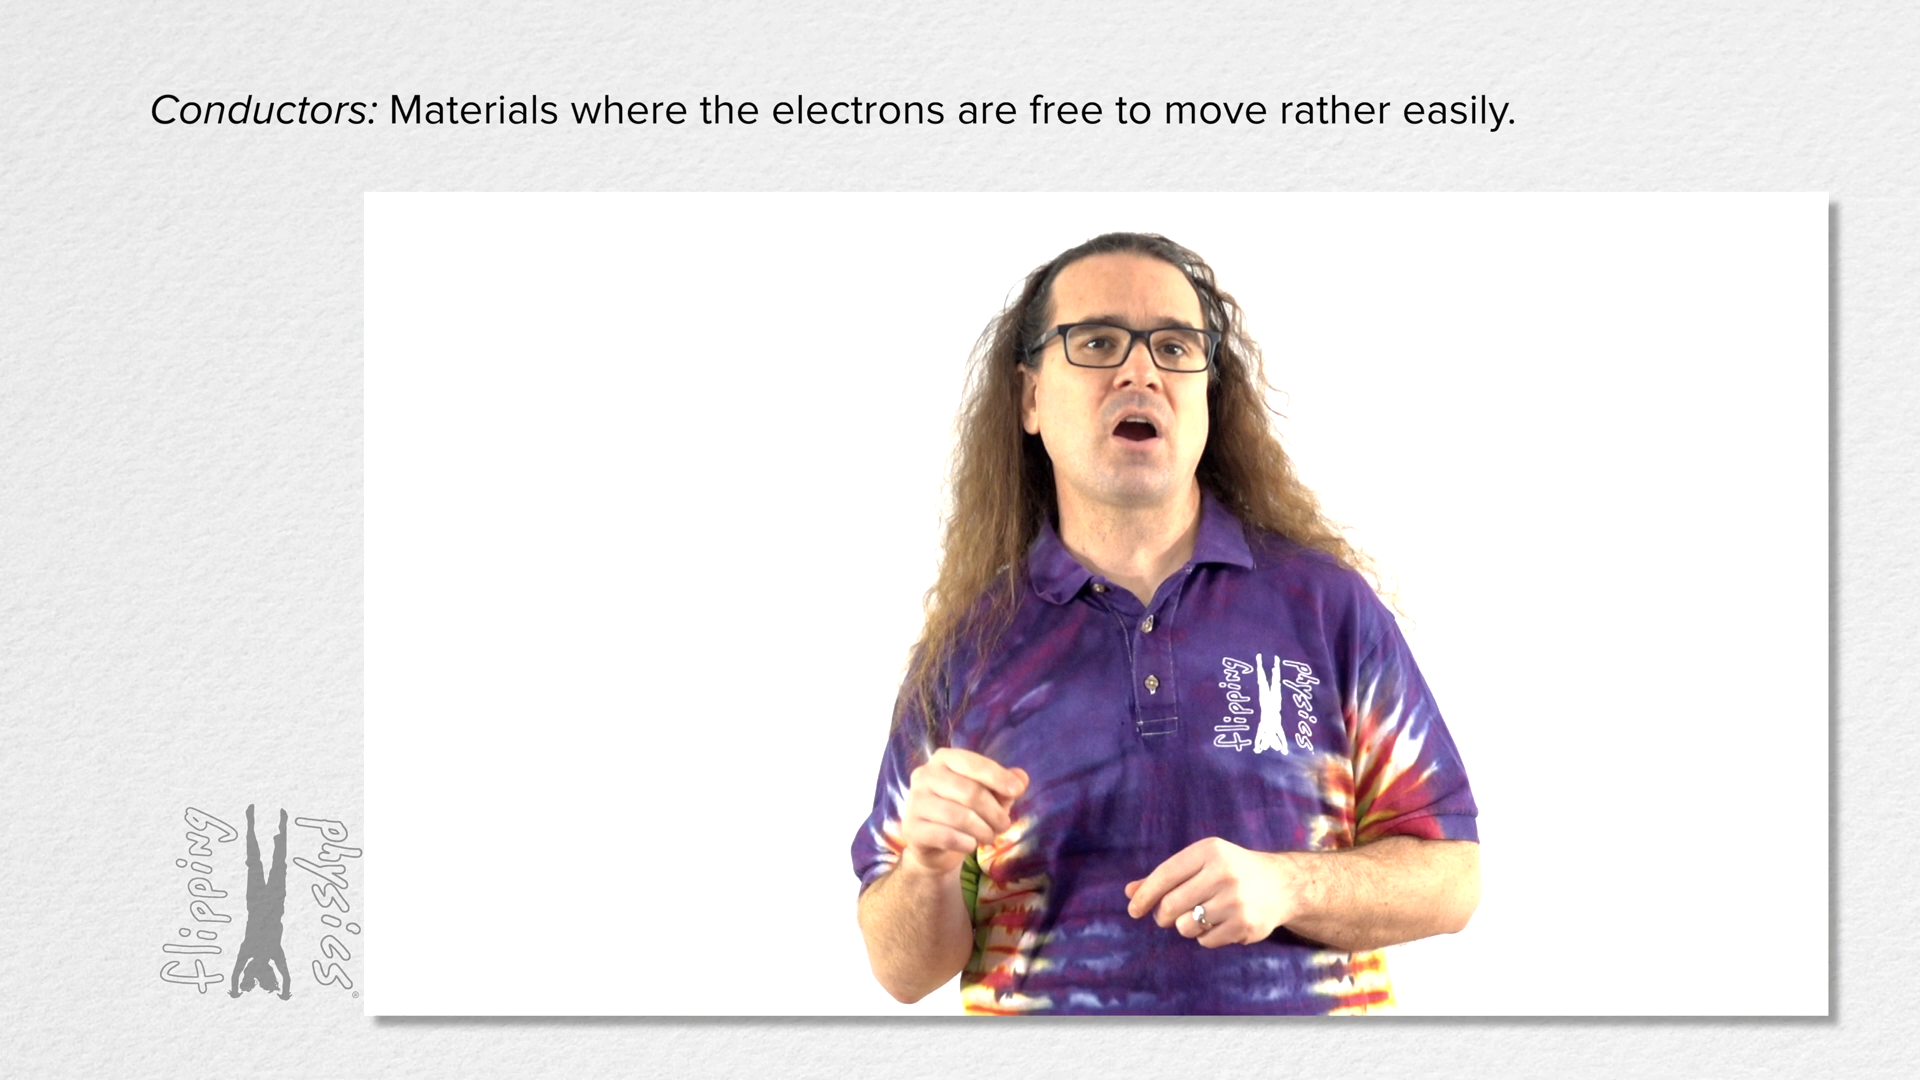 Conductors: Materials where the electrons are free to move rather easily.
flipping physics
flipping physics
®